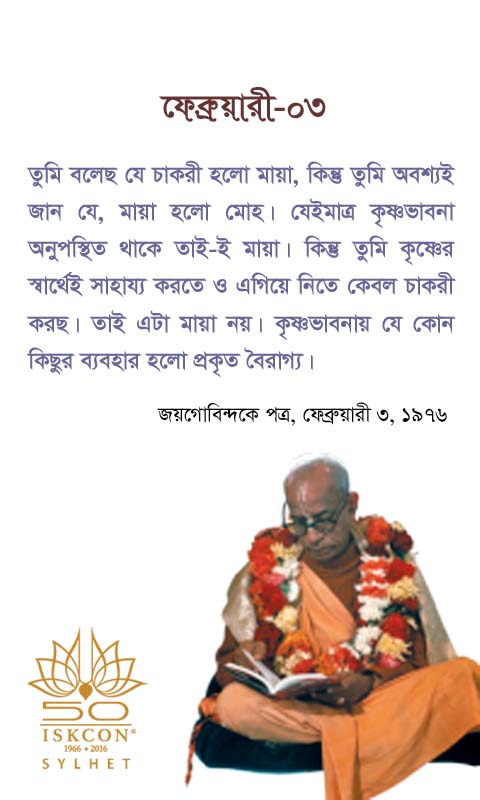 ফেব্রুয়ারী-০৩
তুমি বলেছ যে চাকরী হলো মায়া, কিন্তু তুমি অবশ্যই
জান যে, মায়া হলো মোহ। যেইমাত্র কৃষ্ণভাবনা
অনুপস্থিত থাকে তাই-ই মায়া। কিন্তু তুমি কৃষ্ণের
স্বার্থেই সাহায্য করতে ও এগিয়ে নিতে কেবল চাকরী
করছ। তাই এটা মায়া নয়। কৃষ্ণভাবনায় যে কোন
কিছুর ব্যবহার হলো প্রকৃত বৈরাগ্য।
জয়গোবিন্দকে পত্র, ফেব্রুয়ারী ৩, ১৯৭৬
50
ISKCON®
1966 • 2016
SYLHET